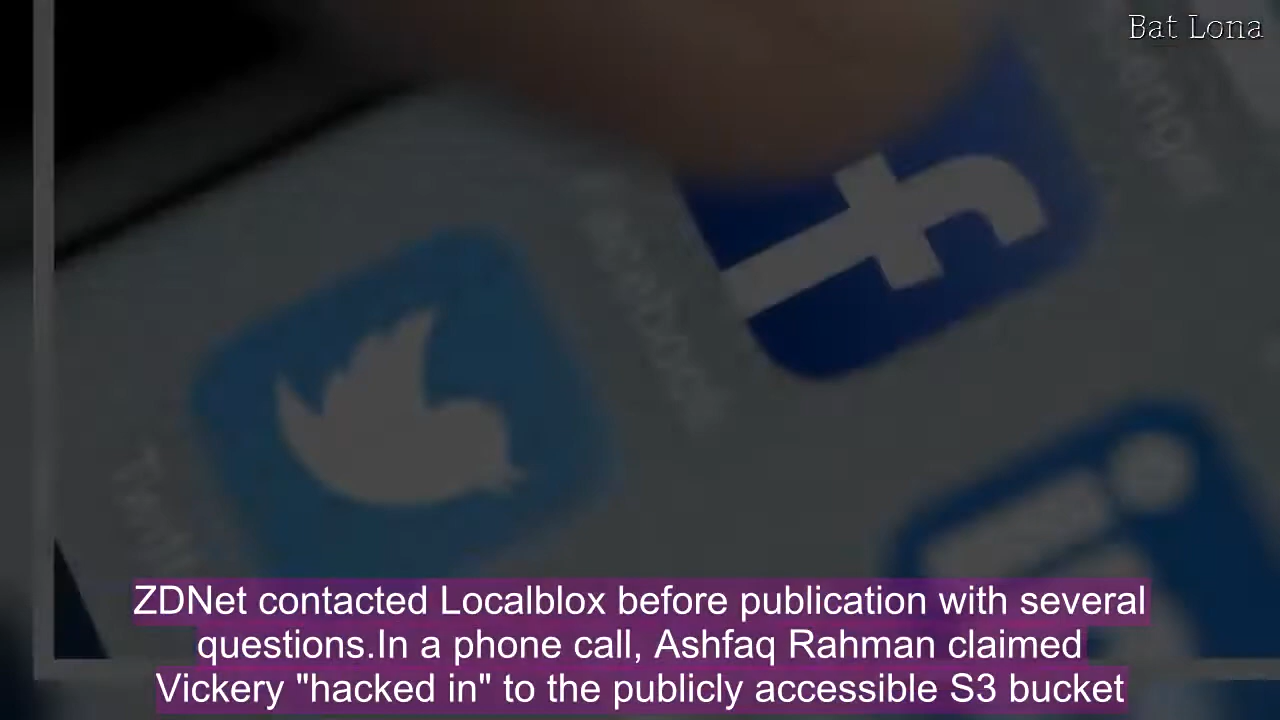 Bat Lona
ZDNet contacted Localblox before publication with several
questions.In a phone call, Ashfaq Rahman claimed
Vickery "hacked in" to the publicly accessible S3 bucket